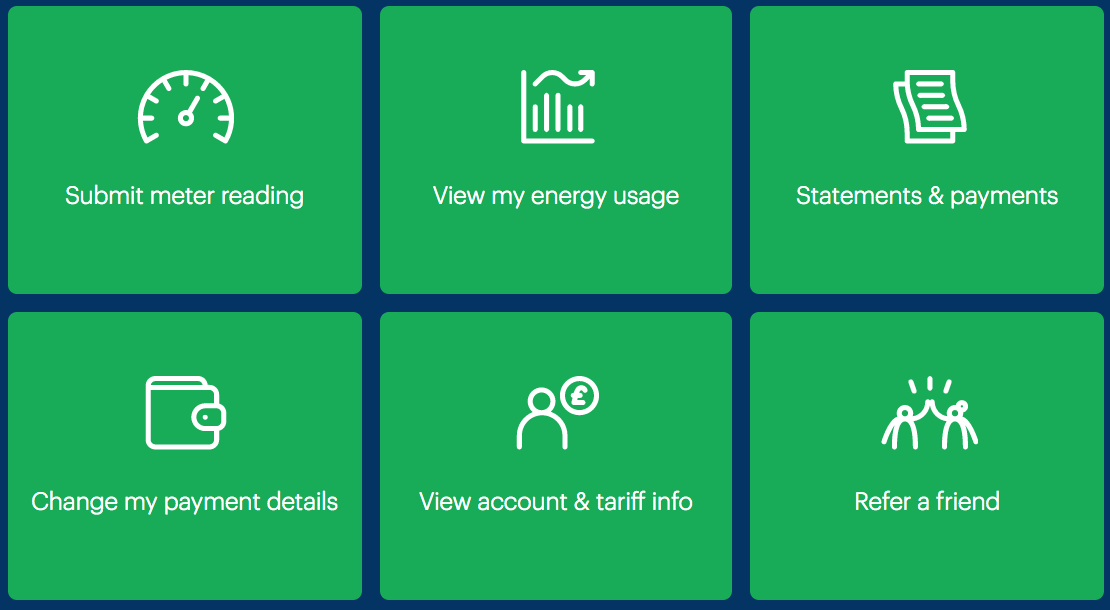 Submit meter reading
View my energy usage
Statements & payments
£
Change my payment details
View account & tariff info
Refer a friend